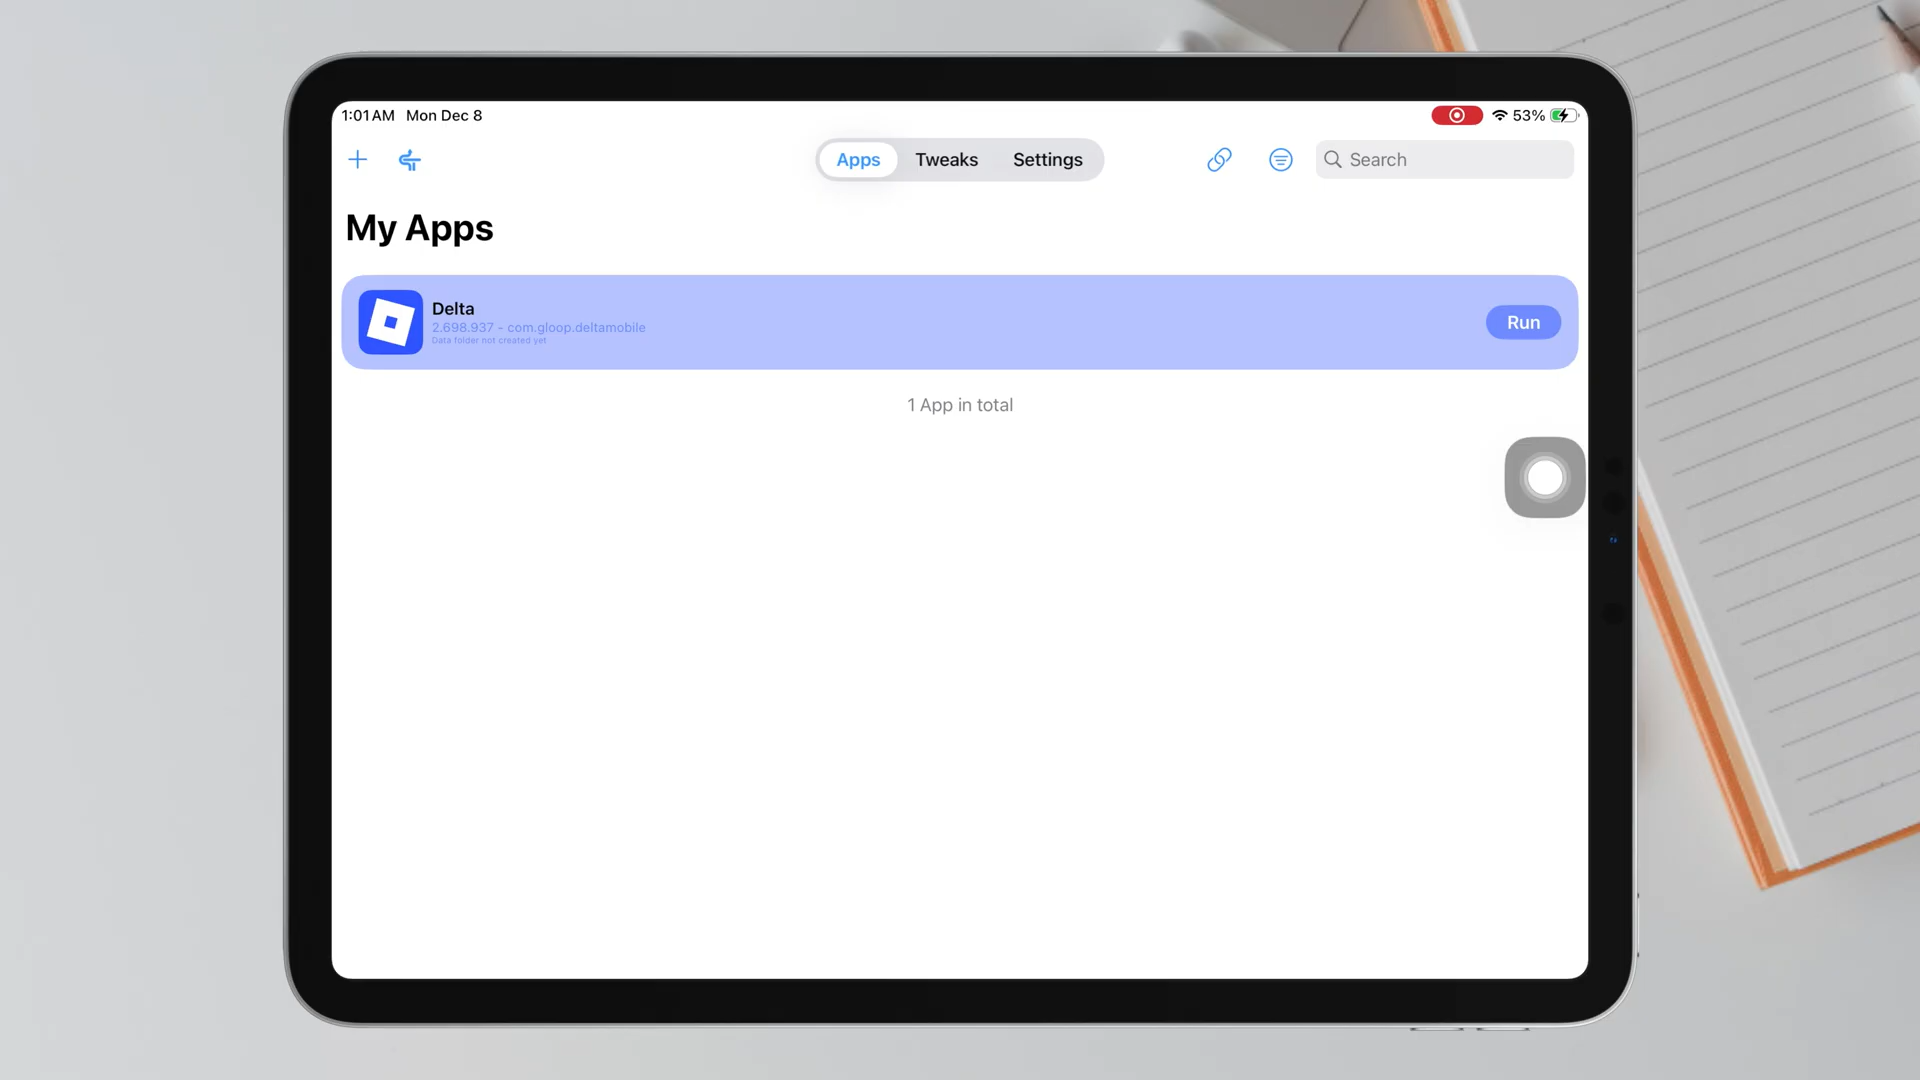 1:01 AM Mon Dec 8
53%
Apps Tweaks Settings
Search
My Apps
Delta
2.698.937 - com.gloop.deltamobile
Data folder not created yet
Run
1 App in total